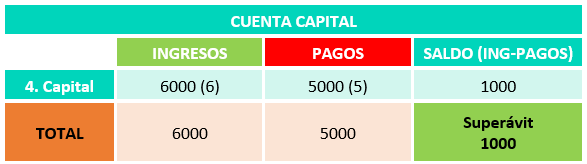 CUENTA CAPITAL
INGRESOS PAGOS SALDO (ING-PAGOS)
4. Capital 6000 (6) 5000 (5) 1000
TOTAL 6000 5000 Superávit
1000